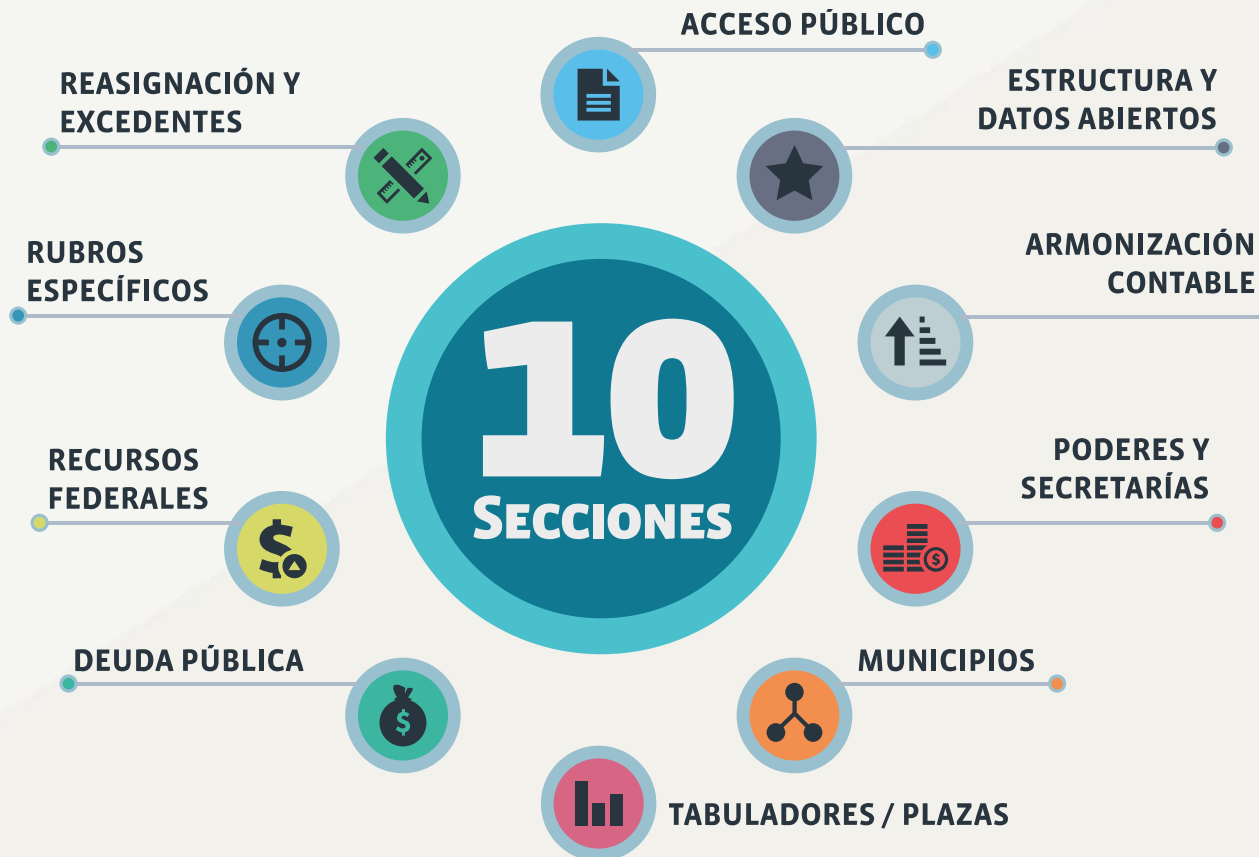 ACCESO PÚBLICO
ESTRUCTURA Y
DATOS ABIERTOS
ARMONIZACIÓN
CONTABLE
PODERES Y
SECRETARÍAS
MUNICIPIOS
TABULADORES / PLAZAS
DEUDA PÚBLICA
RECURSOS
FEDERALES
RUBROS
ESPECÍFICOS
REASIGNACIÓN Y
EXCEDENTES
10
SECCIONES